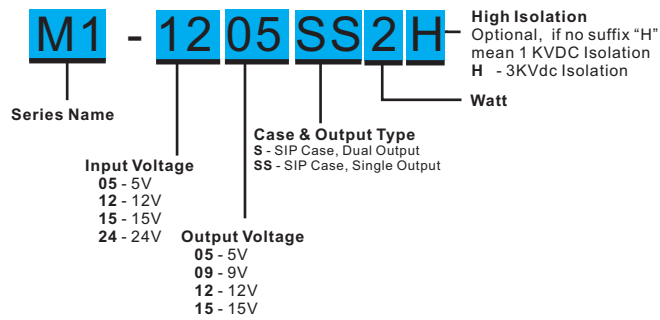 M1 - 12 05 SS 2 H
High Isolation
Optional, if no suffix “H”
mean 1 KVDC Isolation
H - 3KVdc Isolation
Watt
Series Name
Case & Output Type
S - SIP Case, Dual Output
SS - SIP Case, Single Output
Input Voltage
05 - 5V
12 - 12V
15 - 15V
24 - 24V
Output Voltage
05 - 5V
09 - 9V
12 - 12V
15 - 15V